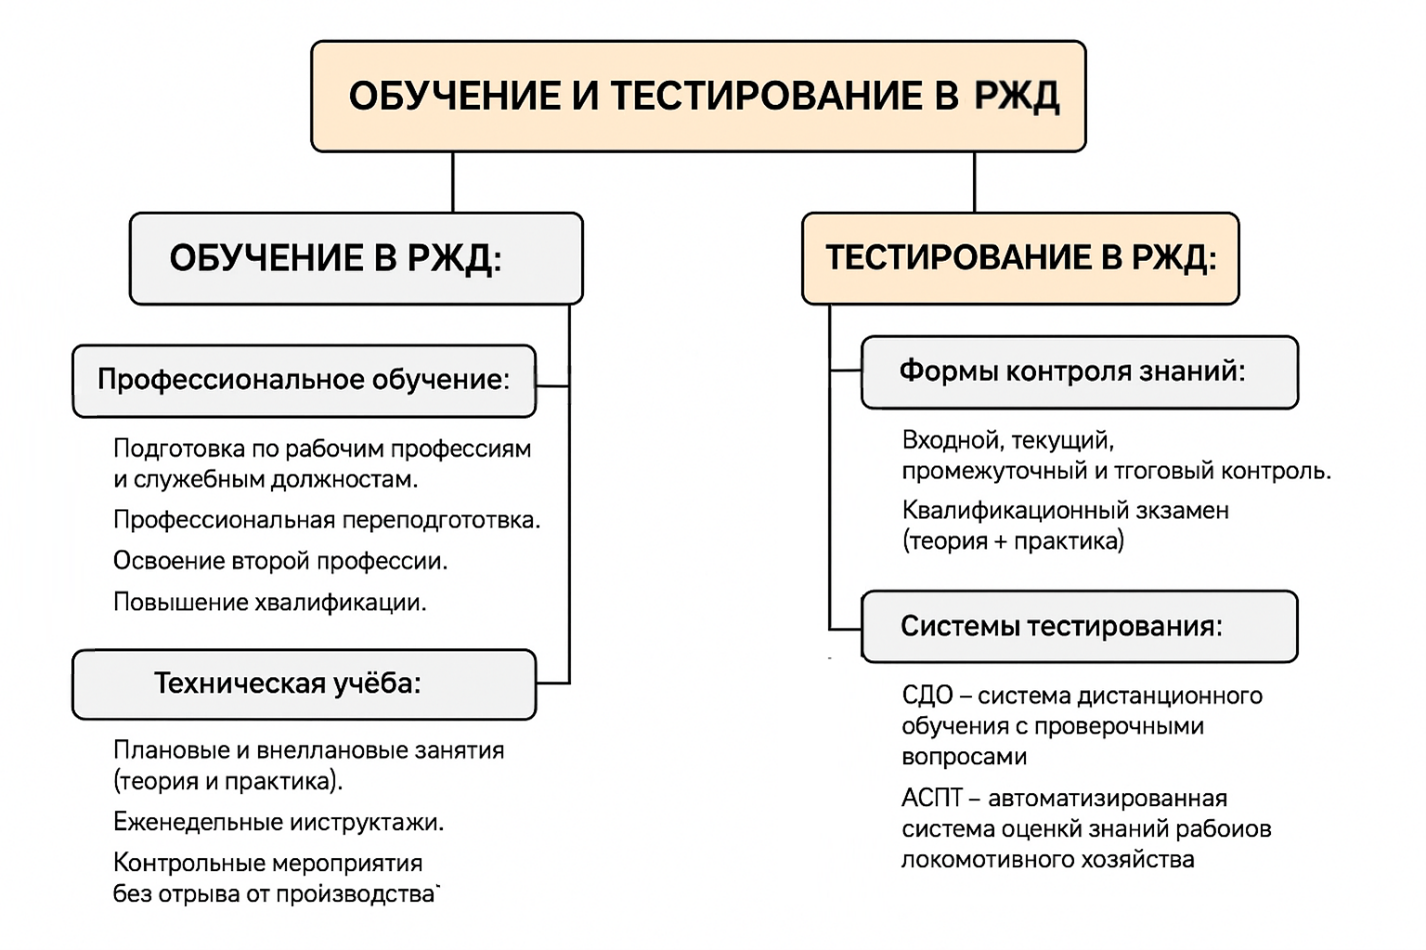 ОБУЧЕНИЕ И ТЕСТИРОВАНИЕ В РЖД
ОБУЧЕНИЕ В РЖД:
Профессиональное обучение:
Подготовка по рабочим профессиям
и служебным должностам.
Профессиональная переподгототвка.
Освоение второй профессии.
Повышение хвалификации.
Техническая учёба:
Плановые и внеллановые занятия
(теория и практика).
Еженедельные ииструктажи.
Контрольные мероприятия
без отрыва от производства
ТЕСТИРОВАНИЕ В РЖД:
Формы контроля знаний:
Входной, текущий,
промежуточный и тгоговый контроль.
Квалификационный зкзамен
(теория + практика)
Системы тестирования:
СДО – система дистанционного
обучения с проверочными
вопросами
АСПТ – автоматизированная
система оценкй знаний рабоиов
локомотивного хозяйства